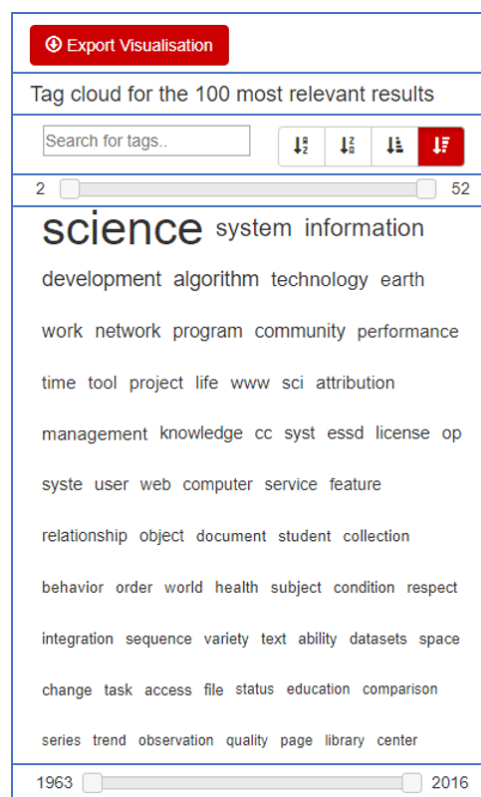 Export Visualisation
Tag cloud for the 100 most relevant results
Search for tags..
2 52
science system information
development algorithm technology earth
work network program community performance
time tool project life www sci attribution
management knowledge cc syst essd license op
syste user web computer service feature
relationship object document student collection
behavior order world health subject condition respect
integration sequence variety text ability datasets space
change task access file status education comparison
series trend observation quality page library center
1963 2016